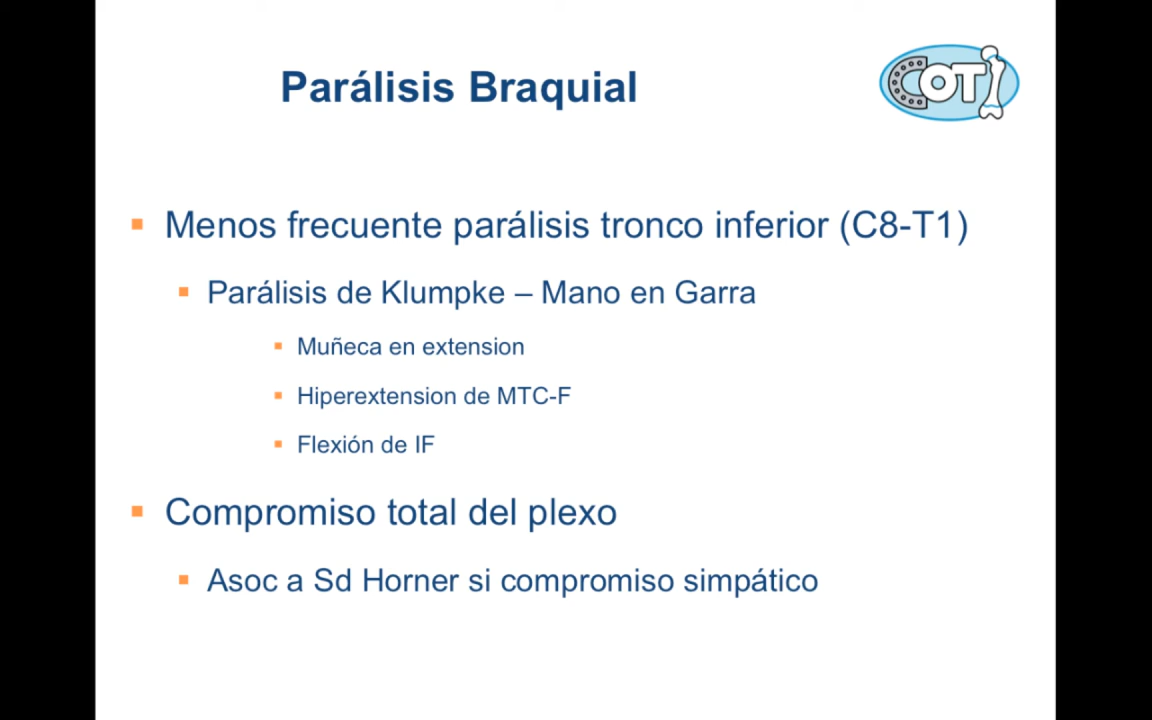 Parálisis Braquial
COTI
Menos frecuente parálisis tronco inferior (C8-T1)
Parálisis de Klumpke – Mano en Garra
Muñeca en extension
Hiperextension de MTC-F
Flexión de IF
Compromiso total del plexo
Asoc a Sd Horner si compromiso simpático